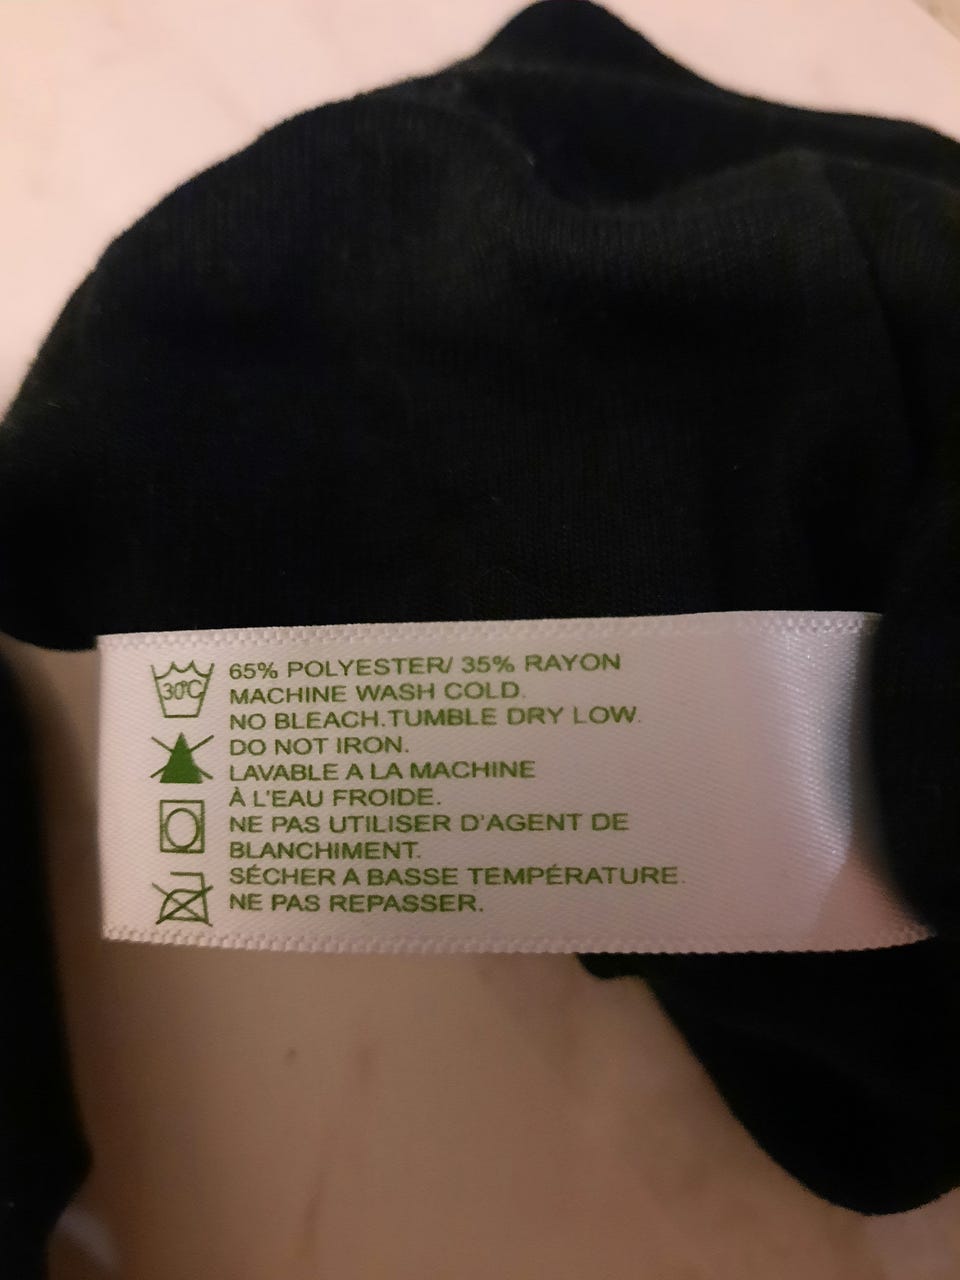 30°C
65% POLYESTER/ 35% RAYON
MACHINE WASH COLD.
NO BLEACH.TUMBLE DRY LOW.
DO NOT IRON.
LAVABLE A LA MACHINE
À L'EAU FROIDE.
NE PAS UTILISER D'AGENT DE
BLANCHIMENT.
SÉCHER A BASSE TEMPÉRATURE.
NE PAS REPASSER.